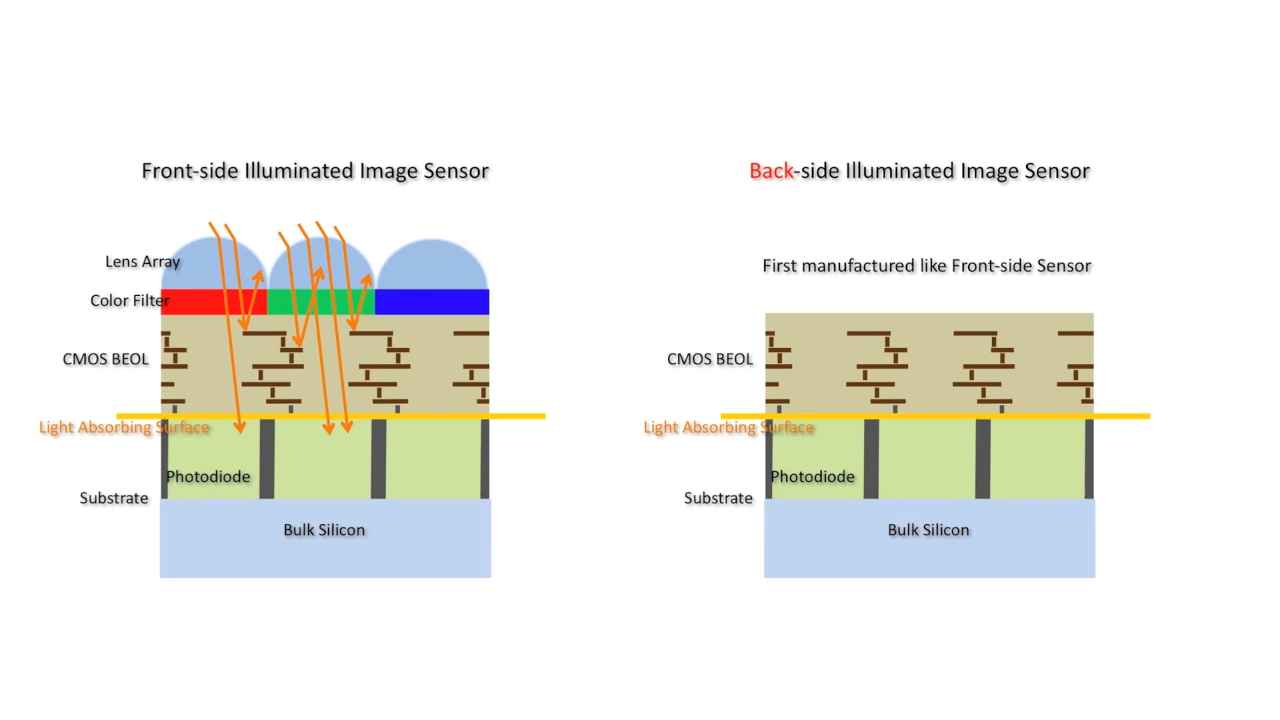 Front-side Illuminated Image Sensor
Lens Array
Color Filter
CMOS BEOL
Light Absorbing Surface
Photodiode
Substrate
Bulk Silicon
Back-side Illuminated Image Sensor
First manufactured like Front-side Sensor
CMOS BEOL
Light Absorbing Surface
Photodiode
Substrate
Bulk Silicon